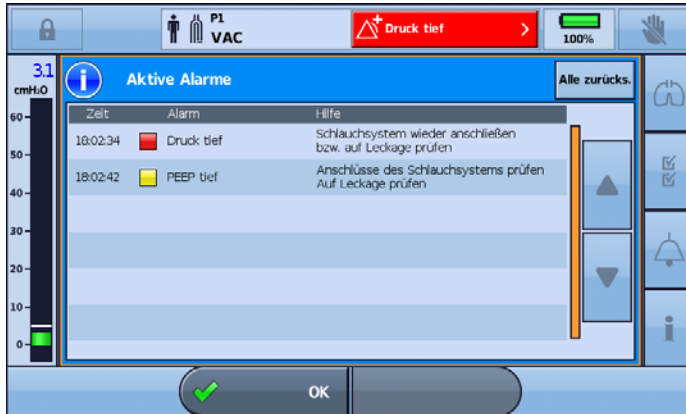 P1
VAC
Druck tief
100%
3.1
cmH₂O
Aktive Alarme
Alle zurücks.
Zeit Alarm Hilfe
18:02:34 Druck tief Schlauchsystem wieder anschließen
bzw. auf Leckage prüfen
18:02:42 PEEP tief Anschlüsse des Schlauchsystems prüfen
Auf Leckage prüfen
60
50
40
30
20
10
0
OK